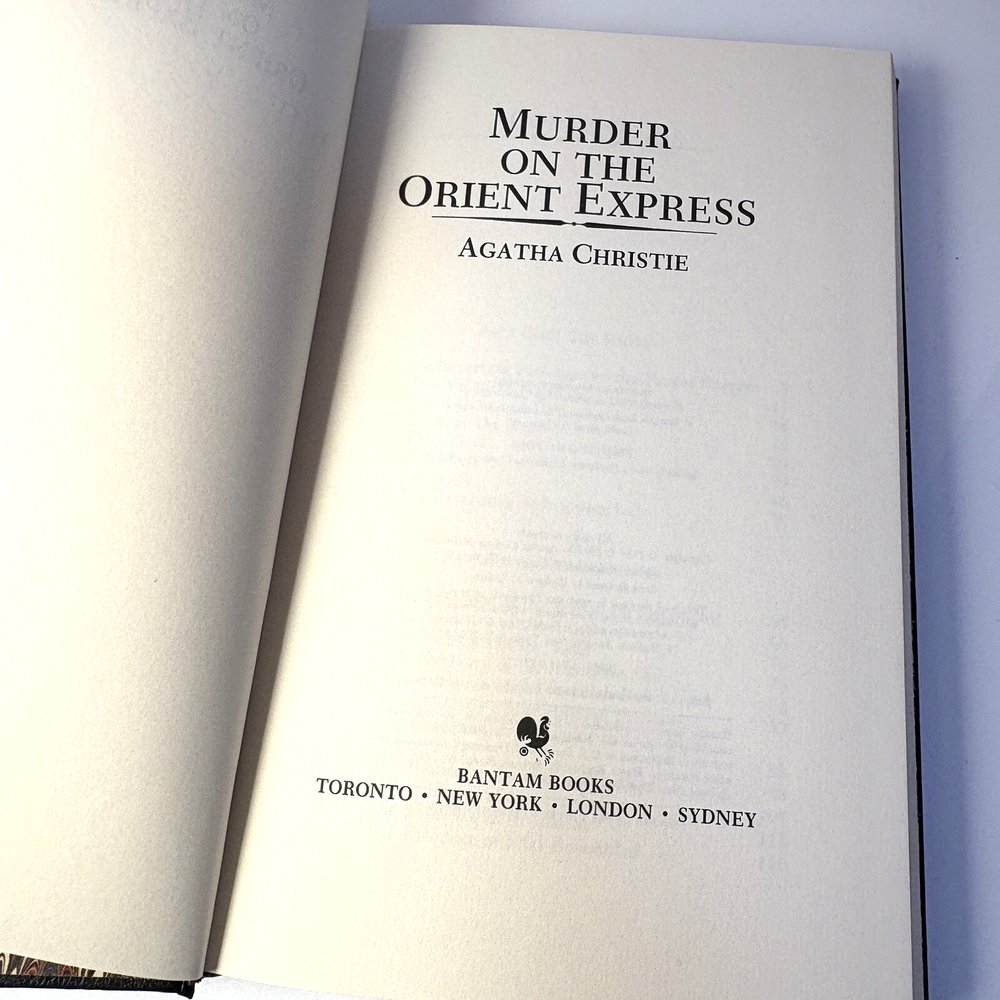 MURDER
ON THE
ORIENT EXPRESS
AGATHA CHRISTIE
BANTAM BOOKS
TORONTO • NEW YORK • LONDON • SYDNEY